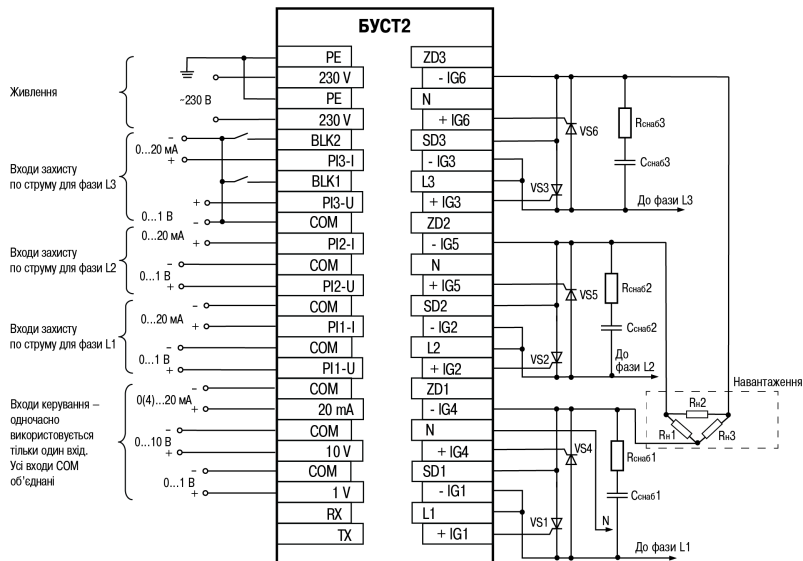 БУСТ2
Живлення
~230 В
Входи захисту
по струму для фази L3
–
0...20 мА
+
+
0...1 В
–
Входи захисту
по струму для фази L2
0...20 мА
+
–
0...1 В
+
Входи захисту
по струму для фази L1
–
0...20 мА
+
–
0...1 В
+
Входи керування –
одночасно
використовується
тільки один вхід.
Усі входи COM
об’єднані
–
0(4)...20 мА
+
–
0...10 В
+
–
0...1 В
+
PE
230 V
PE
230 V
BLK2
PI3-I
BLK1
PI3-U
COM
PI2-I
COM
PI2-U
COM
PI1-I
COM
PI1-U
COM
20 mA
COM
10 V
COM
1 V
RX
TX
ZD3
- IG6
N
+ IG6
SD3
- IG3
L3
+ IG3
ZD2
- IG5
N
+ IG5
SD2
- IG2
L2
+ IG2
ZD1
- IG4
N
+ IG4
SD1
- IG1
L1
+ IG1
VS6
VS3
Rснаб3
Cснаб3
До фази L3
VS5
VS2
Rснаб2
Cснаб2
До
фази L2
VS4
VS1
Rснаб1
Cснаб1
N
До фази L1
Навантаження
Rн2
Rн1
Rн3